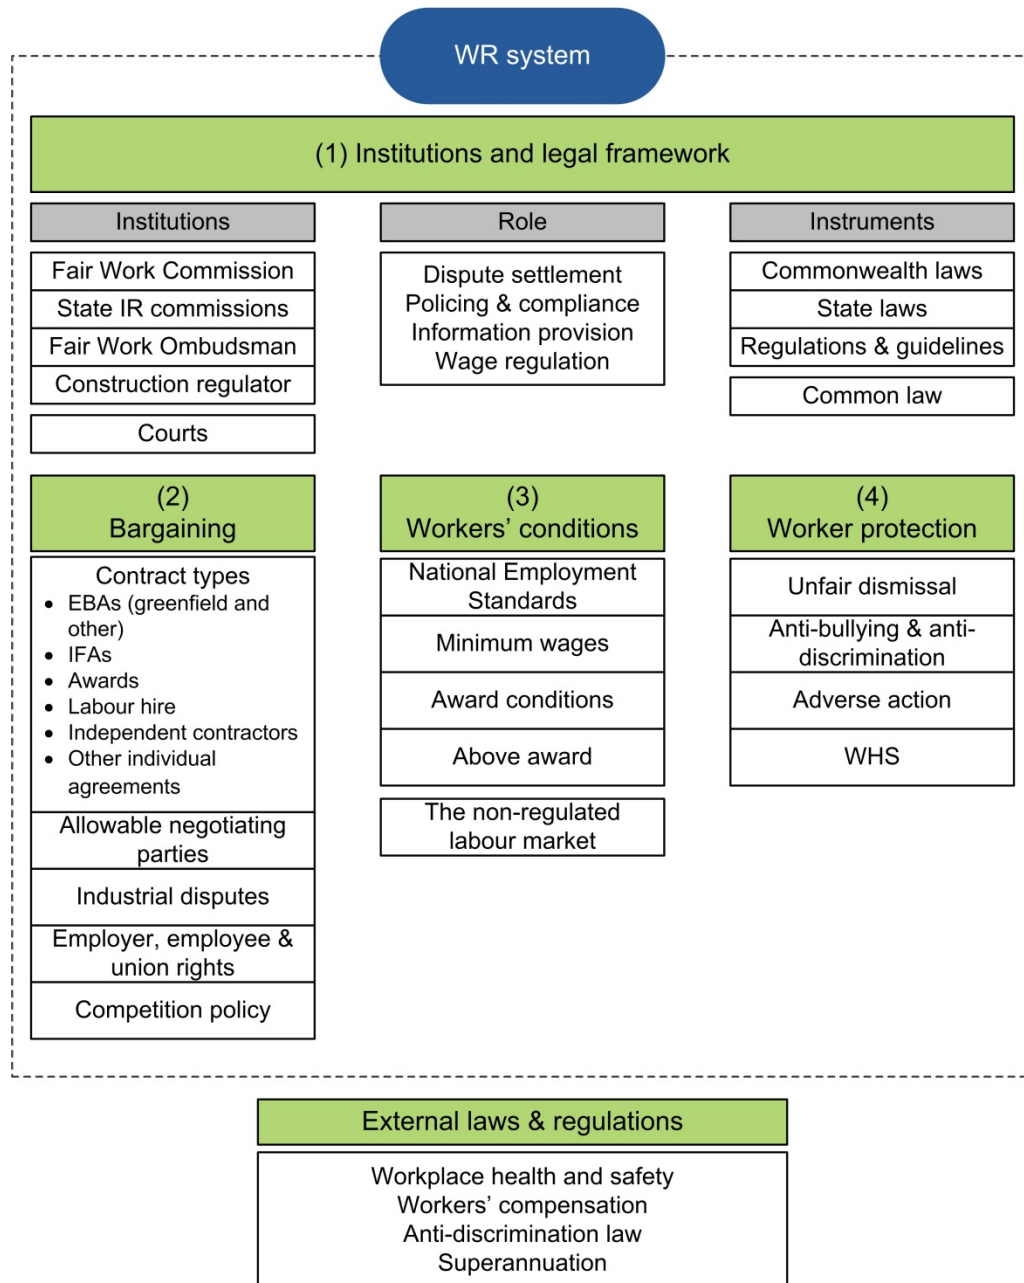 WR system
(1) Institutions and legal framework
Institutions
Fair Work Commission
State IR commissions
Fair Work Ombudsman
Construction regulator
Courts
Role
Dispute settlement
Policing & compliance
Information provision
Wage regulation
Instruments
Commonwealth laws
State laws
Regulations & guidelines
Common law
(2)
Bargaining
Contract types
• EBAs (greenfield and
other)
• IFAs
• Awards
• Labour hire
• Independent contractors
• Other individual
agreements
Allowable negotiating
parties
Industrial disputes
Employer, employee &
union rights
Competition policy
(3)
Workers’ conditions
National Employment
Standards
Minimum wages
Award conditions
Above award
The non-regulated
labour market
(4)
Worker protection
Unfair dismissal
Anti-bullying & anti-
discrimination
Adverse action
WHS
External laws & regulations
Workplace health and safety
Workers’ compensation
Anti-discrimination law
Superannuation